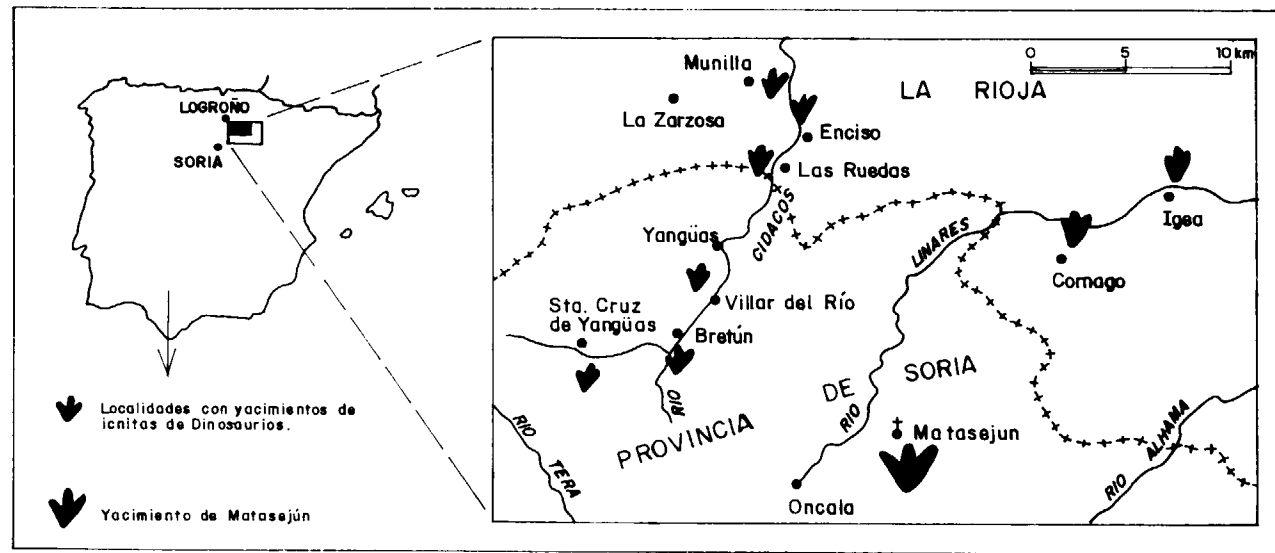 LOGROÑO
SORIA
Localidades con yacimientos de
icnitas de Dinosaurios.
Yacimiento de Matasejún
0 5 10 km
Munilla
LA RIOJA
La Zarzosa
Enciso
Las Ruedas
Igea
CIDACOS
Yangüas
LINARES
Cornago
Villar del Río
Sta. Cruz
de Yangüas
Bretún
RIO
DE SORIA
PROVINCIA
RIO
Matasejun
ALHAMA
RIO
TERA
Oncala
RIO